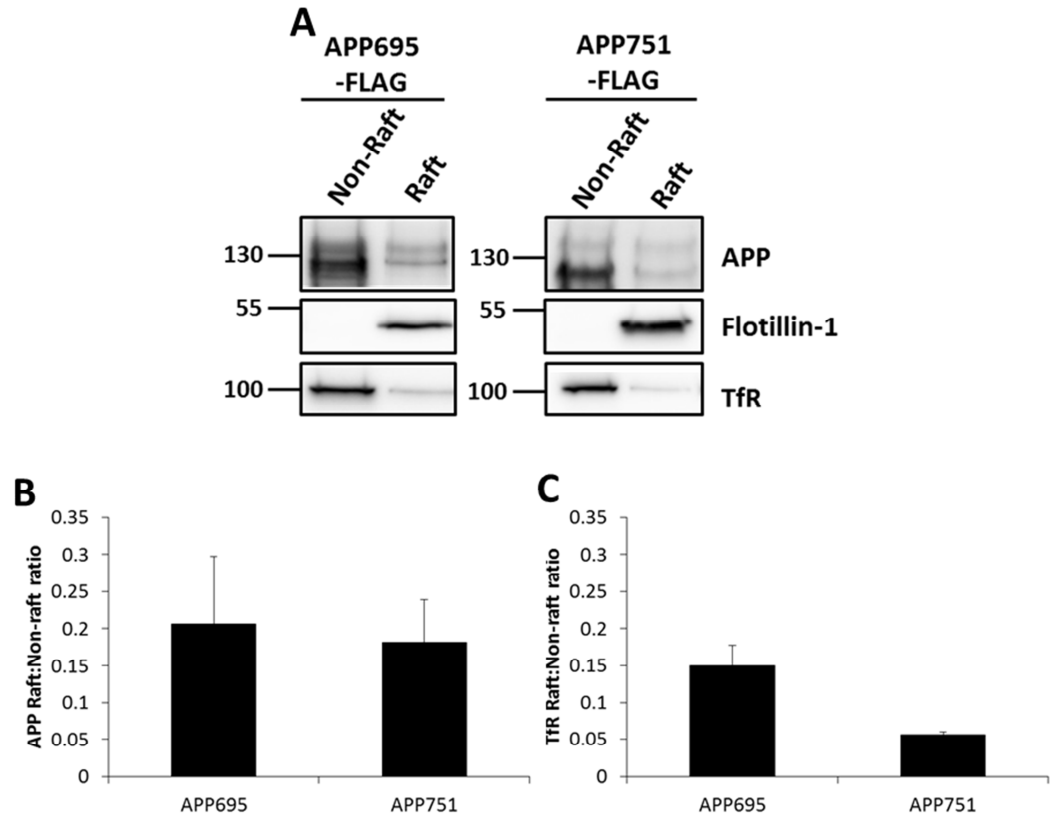 A
APP695
-FLAG
APP751
-FLAG
Non-Raft
Raft
Non-Raft
Raft
130
130
APP
55
55
Flotillin-1
100
100
TfR
B
APP Raft:Non-raft ratio
0.35
0.3
0.25
0.2
0.15
0.1
0.05
0
APP695
APP751
C
TfR Raft:Non-raft ratio
0.35
0.3
0.25
0.2
0.15
0.1
0.05
0
APP695
APP751